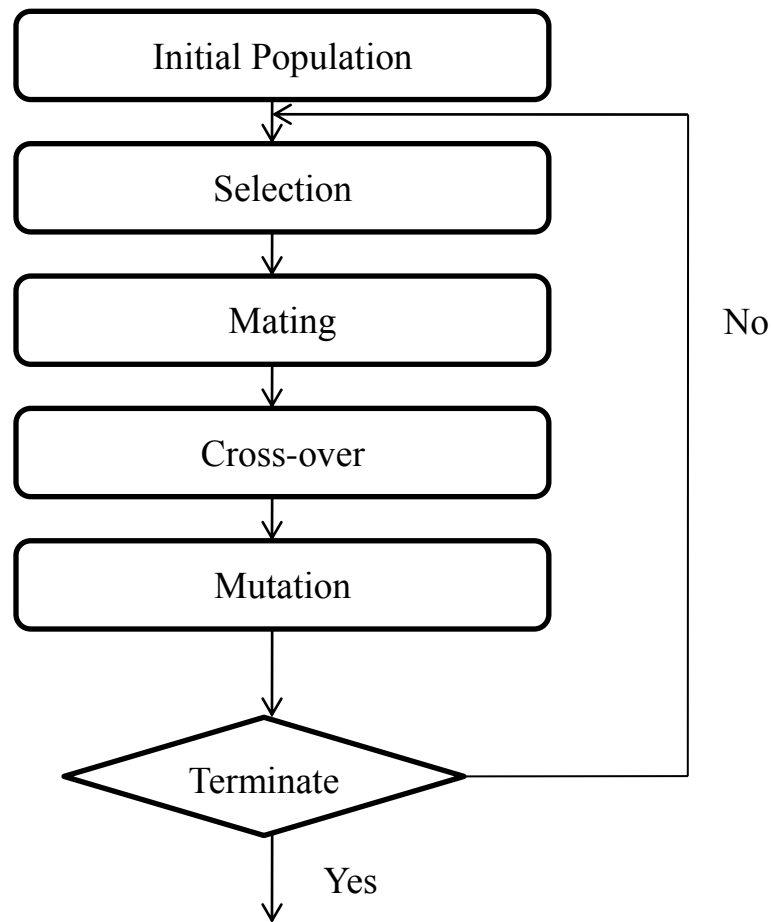 Initial Population
Selection
Mating
No
Cross-over
Mutation
Terminate
Yes